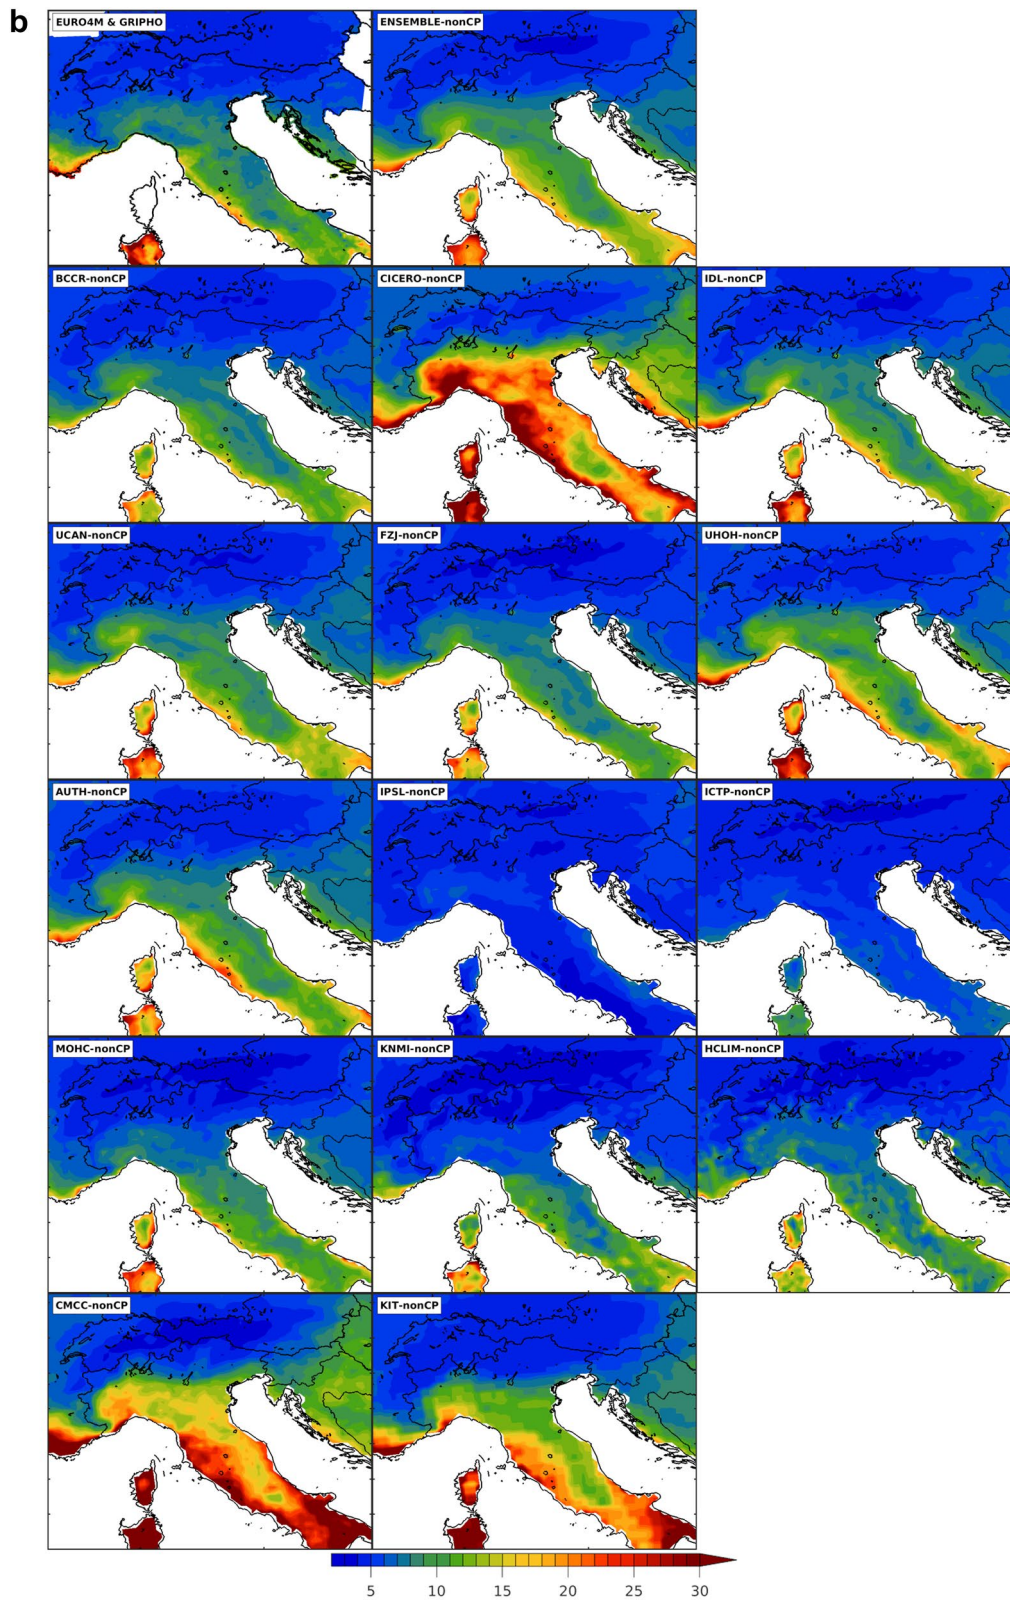 b
EURO4M & GRIPHO
ENSEMBLE-nonCP
BCCR-nonCP
CICERO-nonCP
IDL-nonCP
UCAN-nonCP
FZJ-nonCP
UHOH-nonCP
AUTH-nonCP
IPSL-nonCP
ICTP-nonCP
MOHC-nonCP
KNMI-nonCP
HCLIM-nonCP
CMCC-nonCP
KIT-nonCP
5 10 15 20 25 30